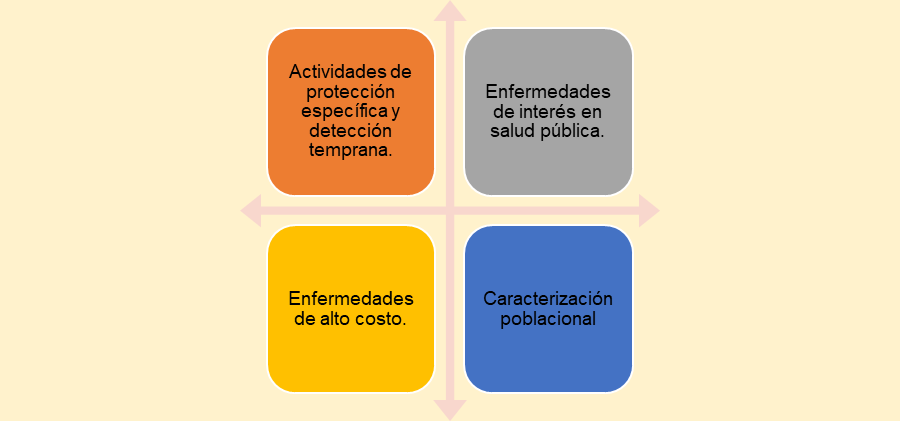 Actividades de
protección
específica y
detección
temprana.
Enfermedades
de interés en
salud pública.
Enfermedades
de alto costo.
Caracterización
poblacional